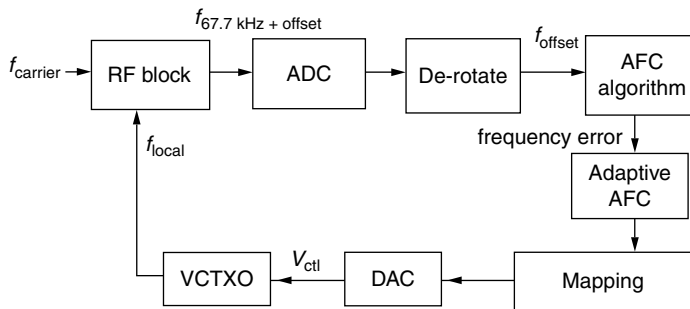 f67.7 kHz + offset
fcarrier
RF block
ADC
De-rotate
foffset
AFC
algorithm
flocal
frequency error
Adaptive
AFC
VCTXO
Vctl
DAC
Mapping